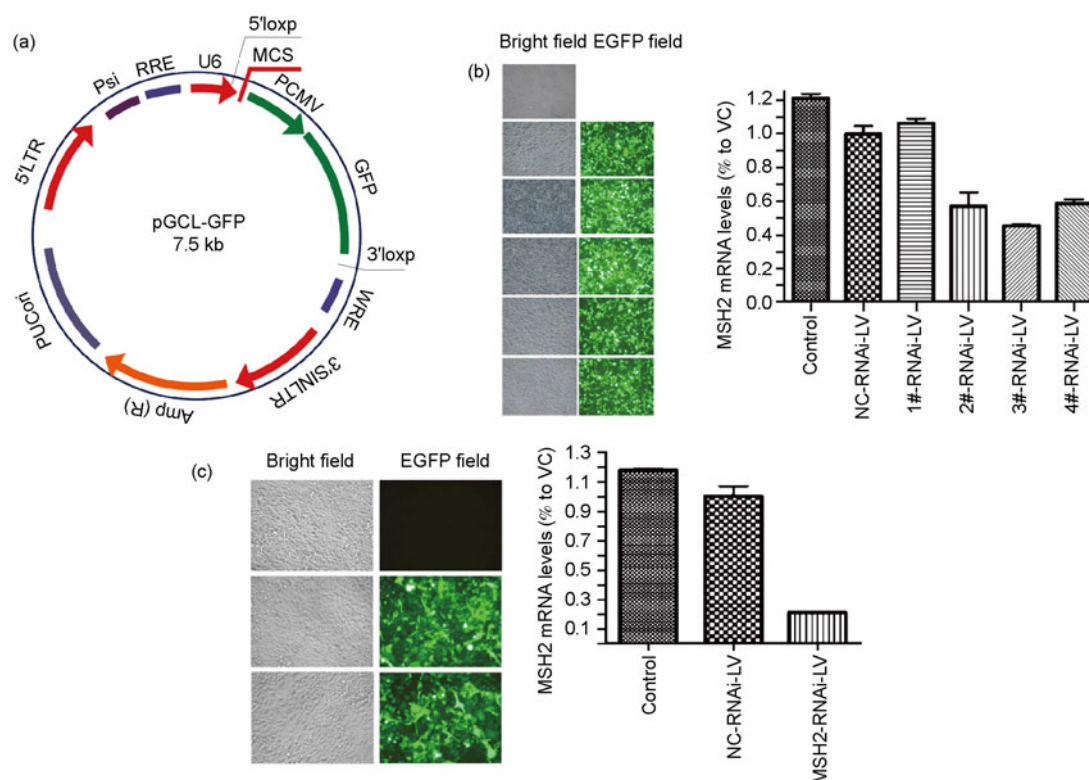 (a)
5'loxp
MCS
U6
RRE
Psi
PCMV
GFP
5'LTR
pGCL-GFP
7.5 kb
3'loxp
WRE
3'SINLTR
Amp (R)
PUCori
(b)
Bright field EGFP field
MSH2 mRNA levels (% to VC)
1.2
1.0
0.8
0.6
0.4
0.2
0.0
Control
NC-RNAi-LV
1#-RNAi-LV
2#-RNAi-LV
3#-RNAi-LV
4#-RNAi-LV
(c)
Bright field EGFP field
MSH2 mRNA levels (% to VC)
1.3
1.1
0.9
0.7
0.5
0.3
0.1
Control
NC-RNAi-LV
MSH2-RNAi-LV